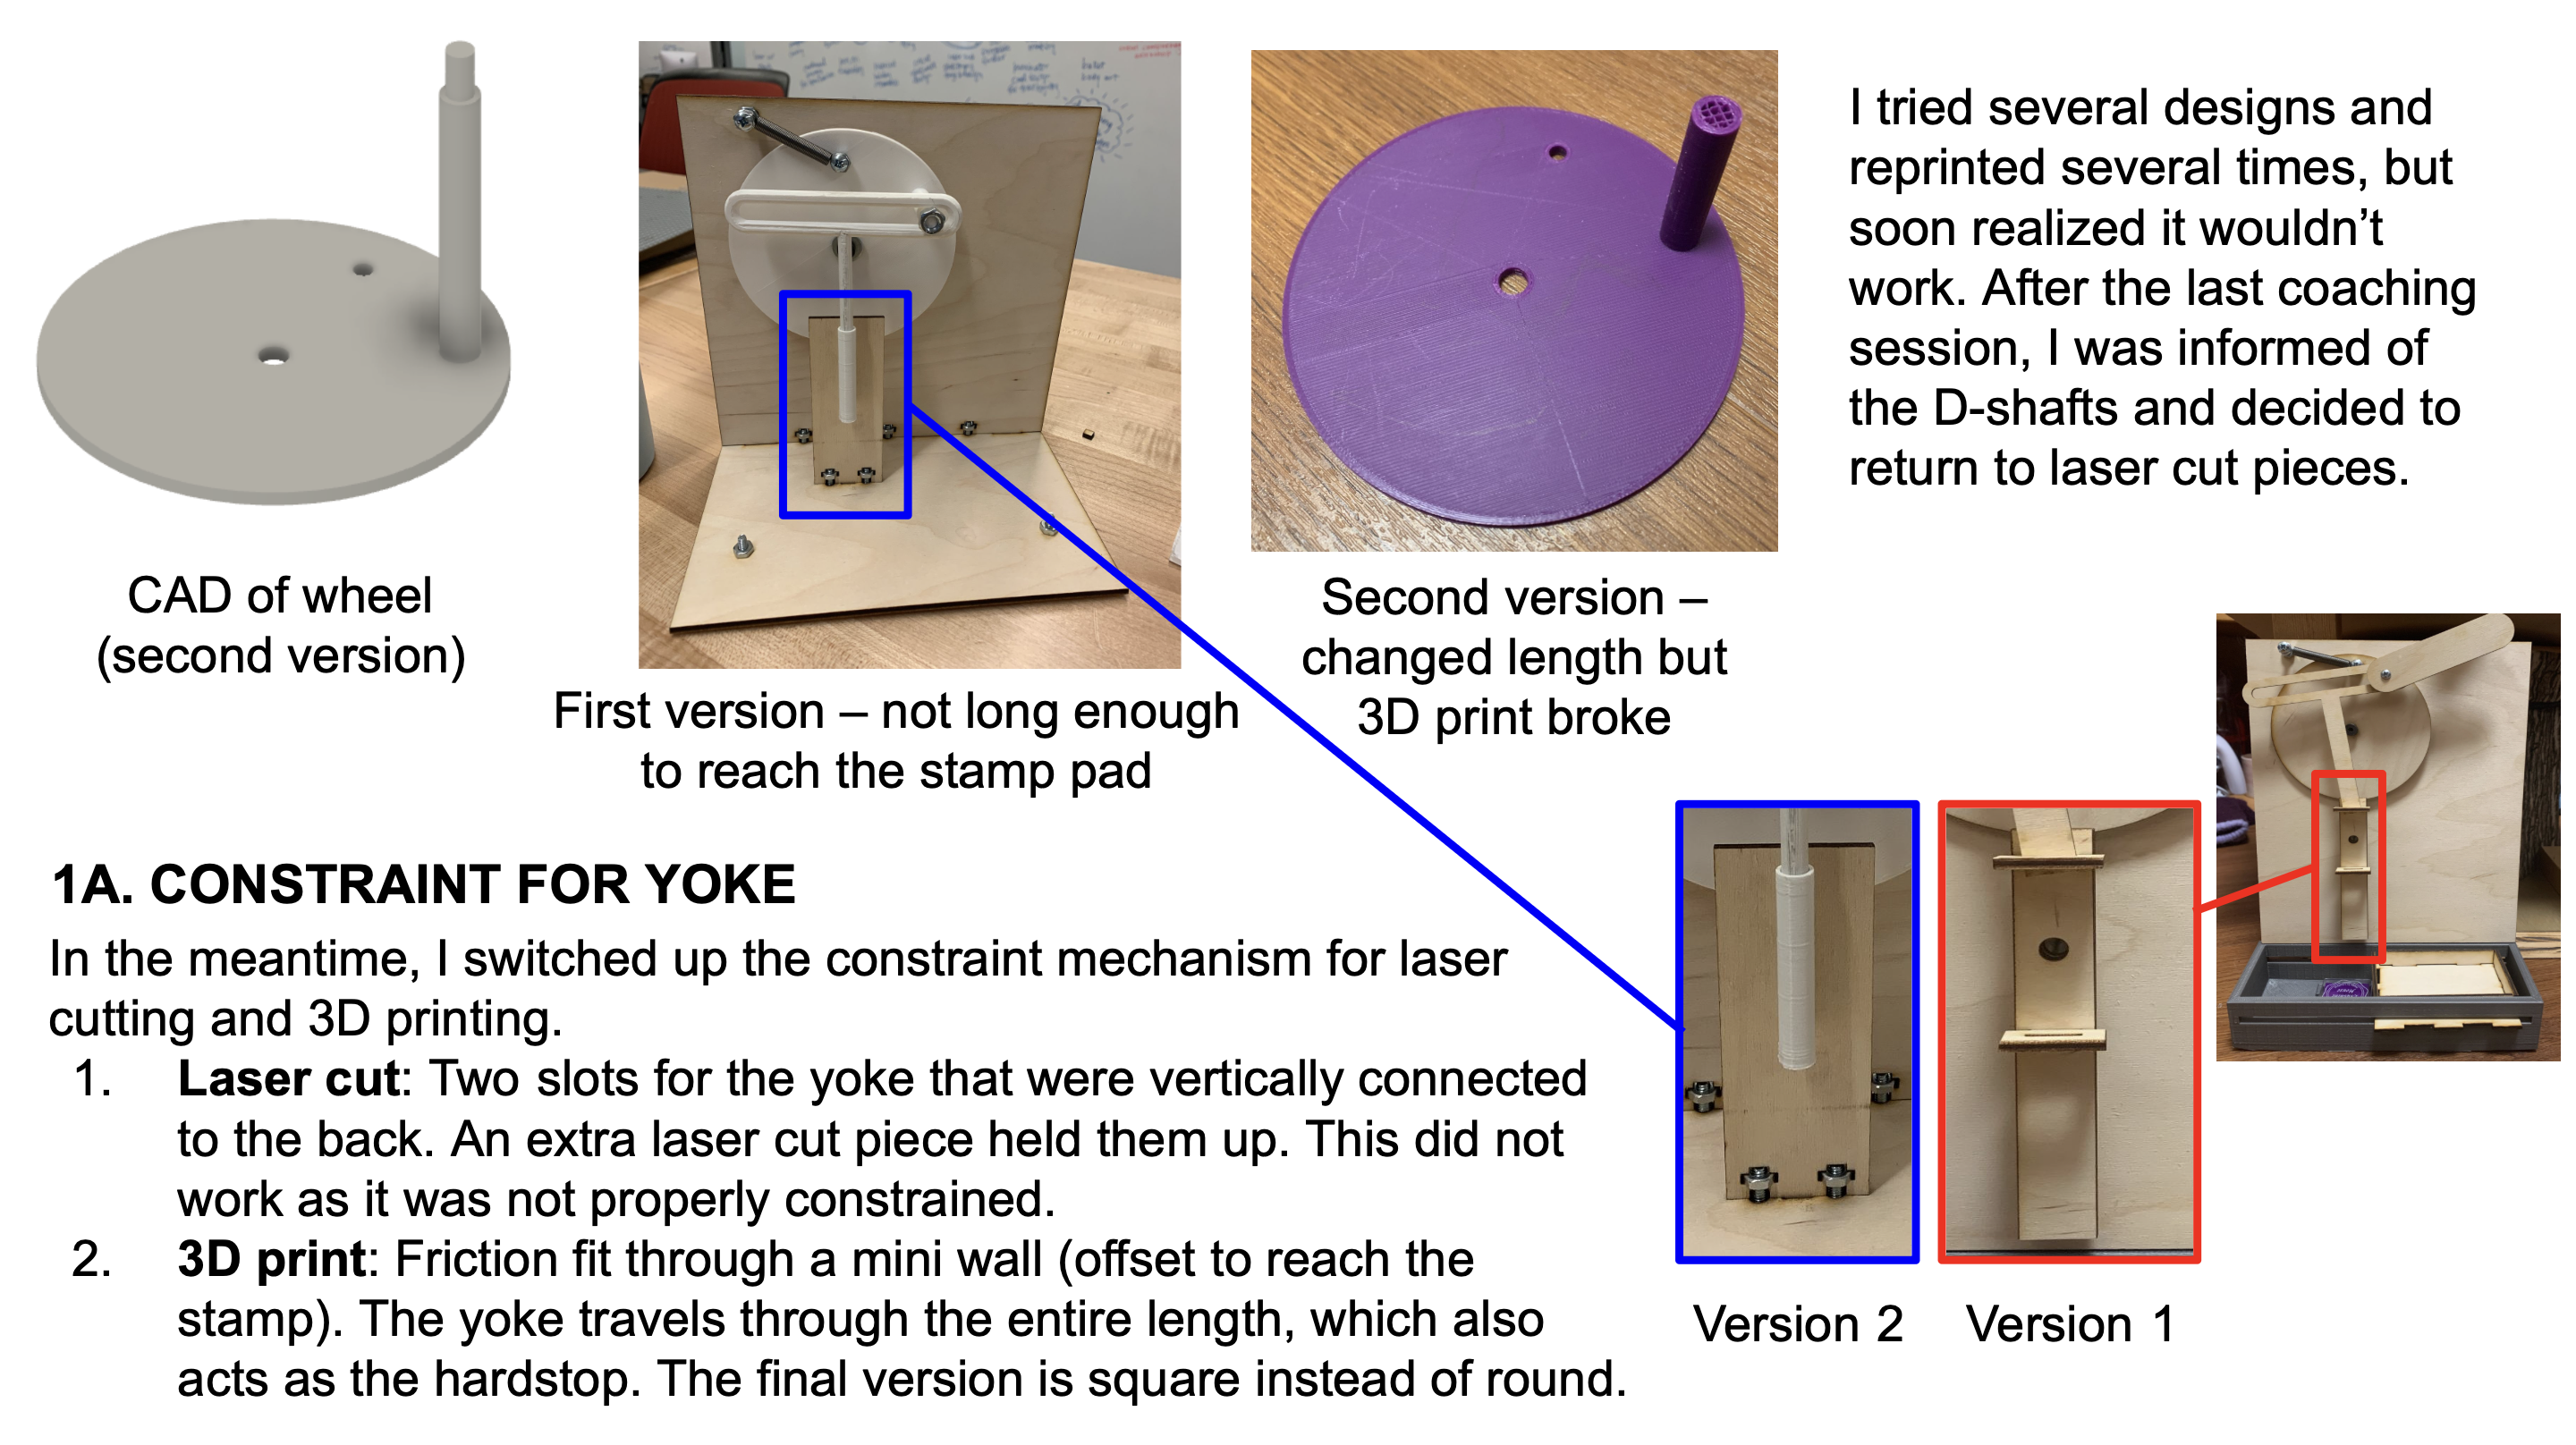 I tried several designs and
reprinted several times, but
soon realized it wouldn’t
work. After the last coaching
session, I was informed of
the D-shafts and decided to
return to laser cut pieces.
CAD of wheel
(second version)
First version – not long enough
to reach the stamp pad
Second version –
changed length but
3D print broke
1A. CONSTRAINT FOR YOKE
In the meantime, I switched up the constraint mechanism for laser
cutting and 3D printing.
1. Laser cut: Two slots for the yoke that were vertically connected
to the back. An extra laser cut piece held them up. This did not
work as it was not properly constrained.
2. 3D print: Friction fit through a mini wall (offset to reach the
stamp). The yoke travels through the entire length, which also
acts as the hardstop. The final version is square instead of round.
Version 2
Version 1